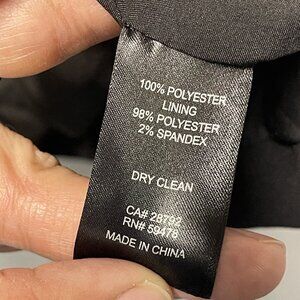 100% POLYESTER
LINING
98% POLYESTER
2% SPANDEX
DRY CLEAN
CA# 28792
RN# 59478
MADE IN CHINA